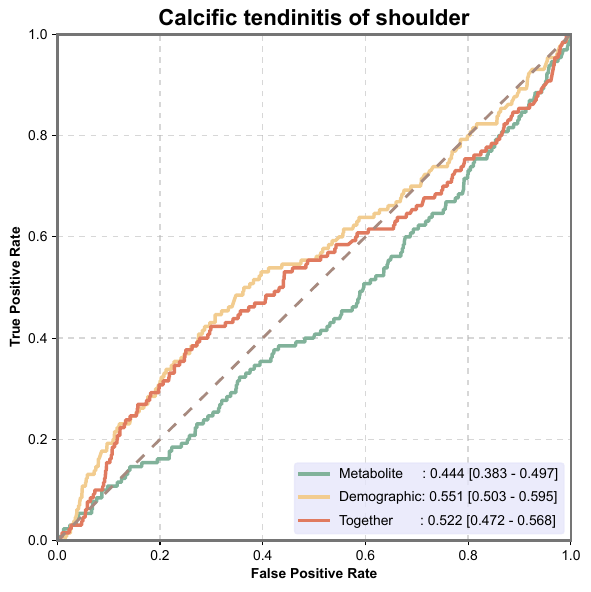 Calcific tendinitis of shoulder
1.0
0.8
0.6
0.4
0.2
0.0
True Positive Rate
Metabolite : 0.444 [0.383 - 0.497]
Demographic: 0.551 [0.503 - 0.595]
Together : 0.522 [0.472 - 0.568]
0.0 0.2 0.4 0.6 0.8 1.0
False Positive Rate